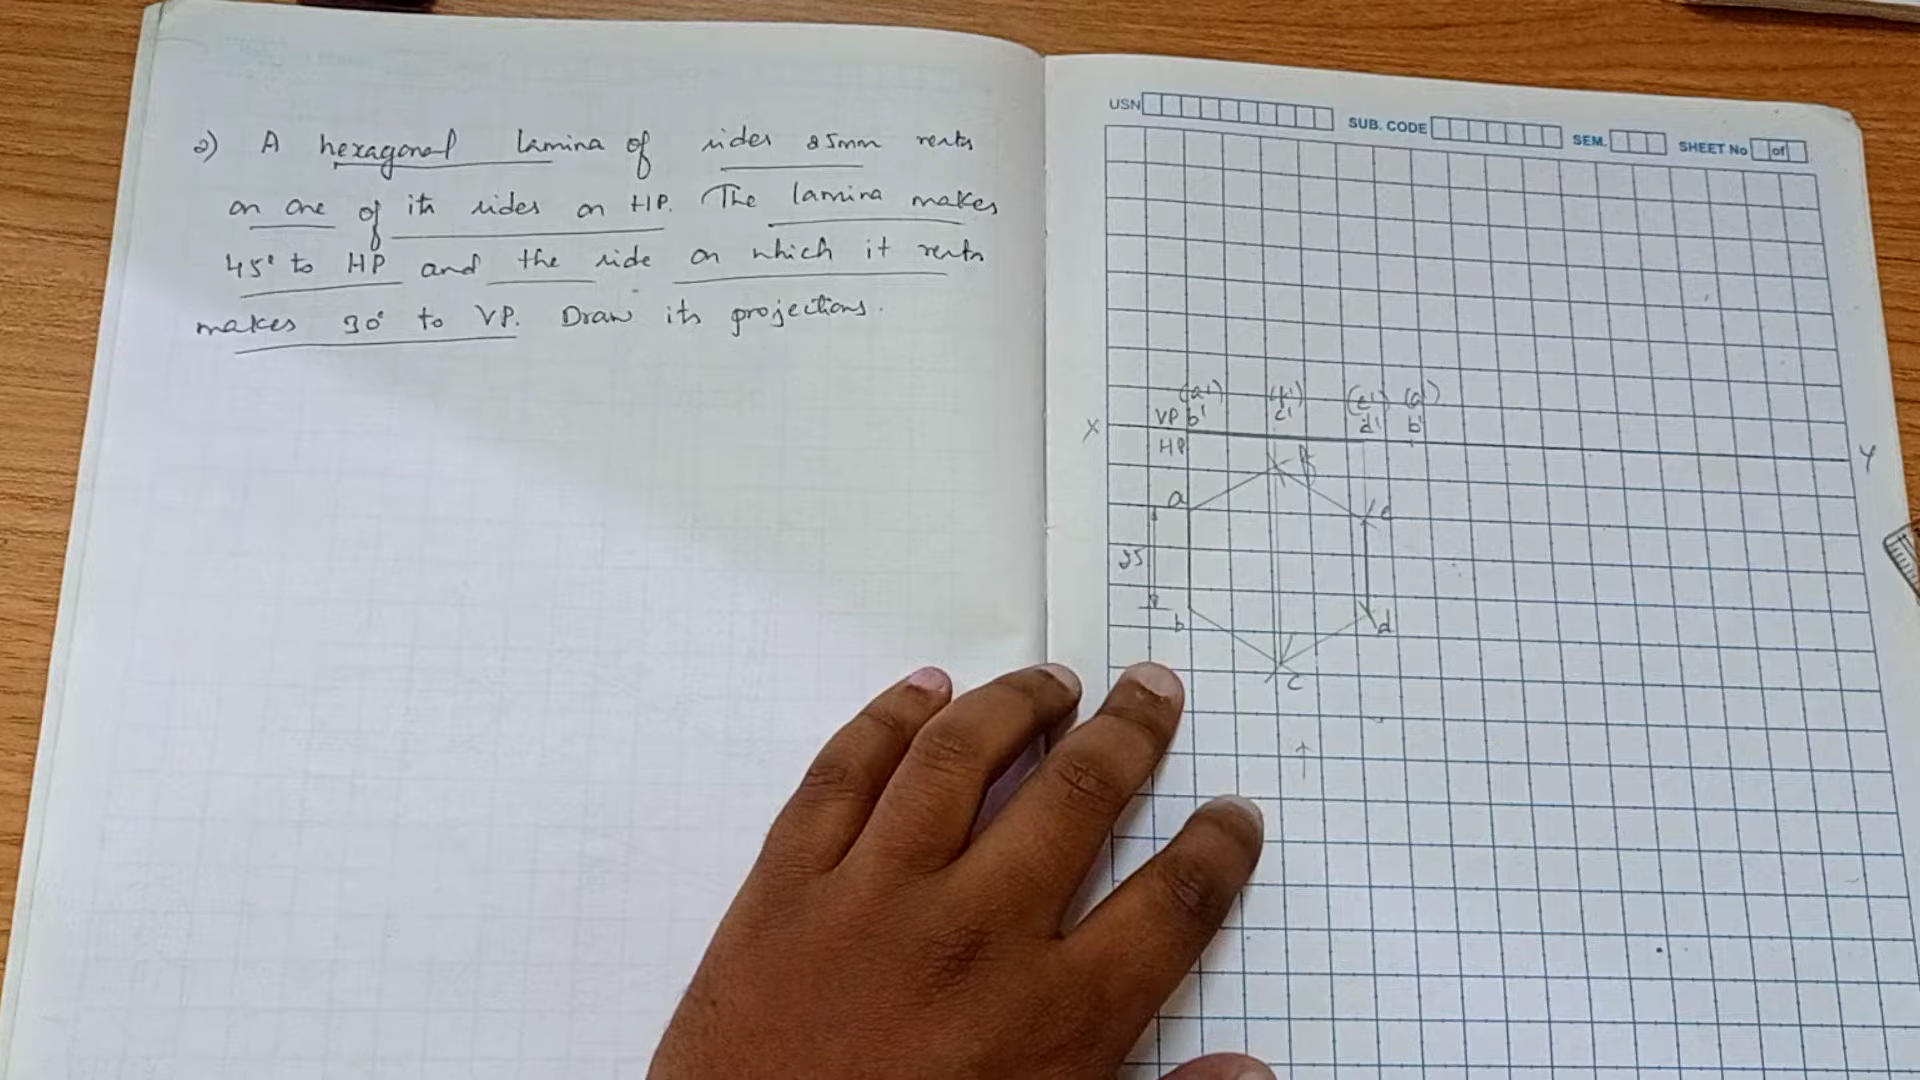 2) A hexagonal lamina of sides 25mm rests
on one of its sides on HP. The lamina makes
45° to HP and the side on which it rests
makes 30° to VP. Draw its projections.
USN SUB. CODE SEM. SHEET No of
(a') (f') (e') (a')
VP b' c' d' b'
X HP Y
a e
25
b d
c